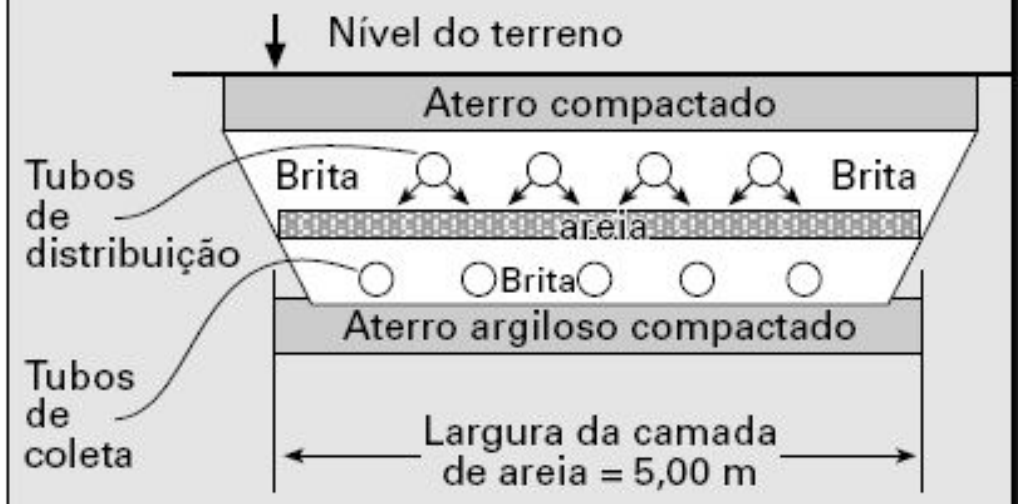 Nível do terreno
Aterro compactado
Tubos
de
distribuição
Brita
Brita
areia
Brita
Aterro argiloso compactado
Tubos
de
coleta
Largura da camada
de areia = 5,00 m